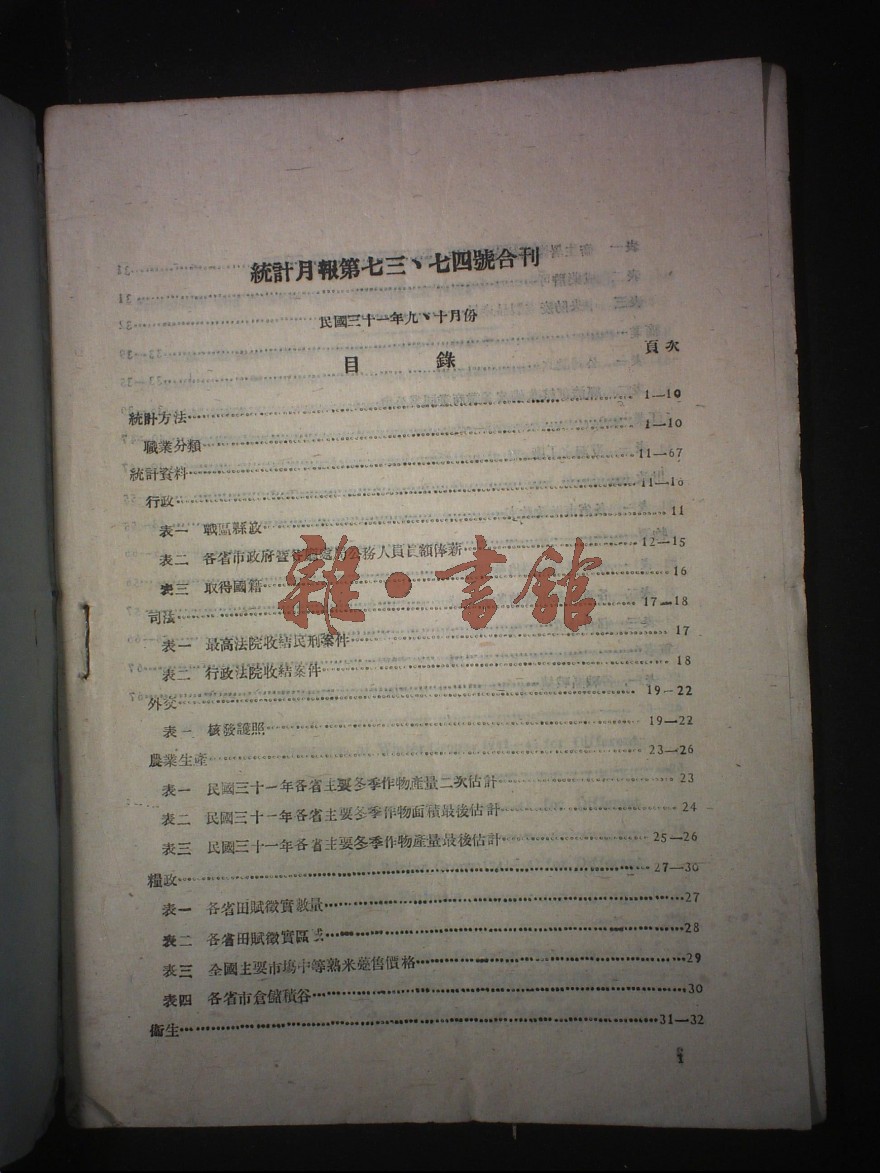 統計月報第七三、七四號合刊
民國三十一年九、十月份
目 錄 頁次
統計方法 1—10
職業分類 1—10
統計資料 11—67
行政 11—16
表一 戰區縣政 11
表二 各省市政府 公務人員員額俸薪 12—15
表三 取得國籍 16
司法 17—18
表一 最高法院收結民刑案件 17
表二 行政法院收結案件 18
外交 19—22
表一 核發護照 19—22
農業生產 23—26
表一 民國三十一年各省主要冬季作物產量二次估計 23
表二 民國三十一年各省主要冬季作物面積最後估計 24
表三 民國三十一年各省主要冬季作物產量最後估計 25—26
糧政 27—30
表一 各省田賦徵實數量 27
表二 各省田賦徵實區 28
表三 全國主要市場中等熟米躉售價格 29
表四 各省市倉儲積谷 30
衞生 31—32
1
雜·書館